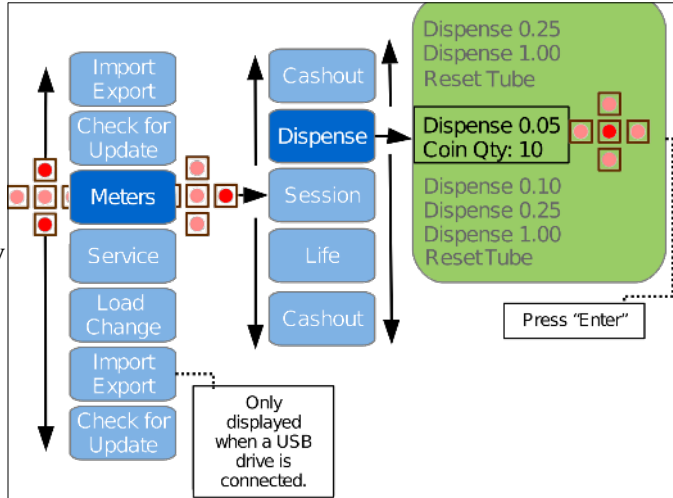 Import
Export
Check for
Update
Meters
Service
Load
Change
Import
Export
Check for
Update
Only
displayed
when a USB
drive is
connected.
Cashout
Dispense
Session
Life
Cashout
Dispense 0.25
Dispense 1.00
Reset Tube
Dispense 0.05
Coin Qty: 10
Dispense 0.10
Dispense 0.25
Dispense 1.00
Reset Tube
Press “Enter”
y